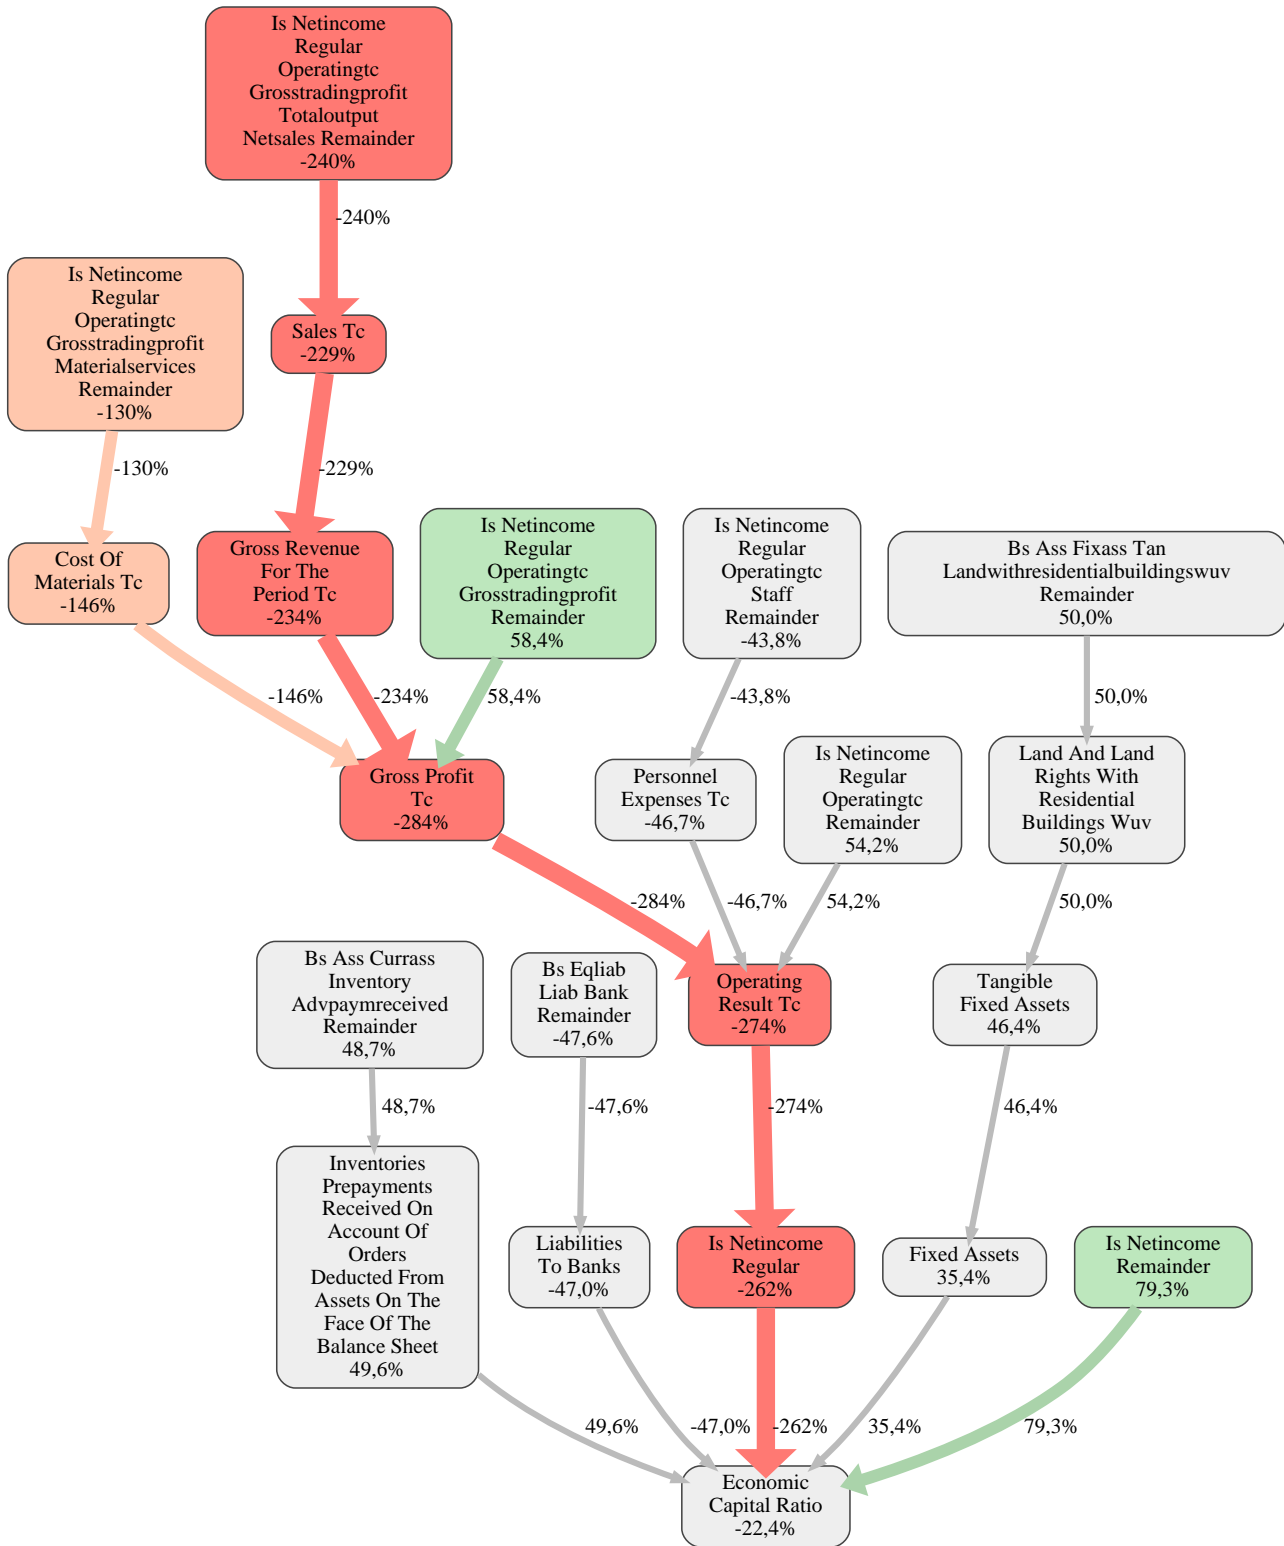 Is Netincome
Regular
Operatingtc
Grosstradingprofit
Totaloutput
Netsales Remainder
-240%
-240%
Is Netincome
Regular
Operatingtc
Grosstradingprofit
Materialservices
Remainder
-130%
Sales Tc
-229%
-130%
-229%
Cost Of
Materials Tc
-146%
Gross Revenue
For The
Period Tc
-234%
Is Netincome
Regular
Operatingtc
Grosstradingprofit
Remainder
58,4%
Is Netincome
Regular
Operatingtc
Staff
Remainder
-43,8%
Bs Ass Fixass Tan
Landwithresidentialbuildingswuv
Remainder
50,0%
-146%
-234%
58,4%
-43,8%
50,0%
Gross Profit
Tc
-284%
Personnel
Expenses Tc
-46,7%
Is Netincome
Regular
Operatingtc
Remainder
54,2%
Land And Land
Rights With
Residential
Buildings Wuv
50,0%
-284%
-46,7%
54,2%
50,0%
Bs Ass Currass
Inventory
Advpaymreceived
Remainder
48,7%
Bs Eqliab
Liab Bank
Remainder
-47,6%
Operating
Result Tc
-274%
Tangible
Fixed Assets
46,4%
48,7%
-47,6%
-274%
46,4%
Inventories
Prepayments
Received On
Account Of
Orders
Deducted From
Assets On The
Face Of The
Balance Sheet
49,6%
Liabilities
To Banks
-47,0%
Is Netincome
Regular
-262%
Fixed Assets
35,4%
Is Netincome
Remainder
79,3%
49,6%
-47,0%
-262%
35,4%
79,3%
Economic
Capital Ratio
-22,4%